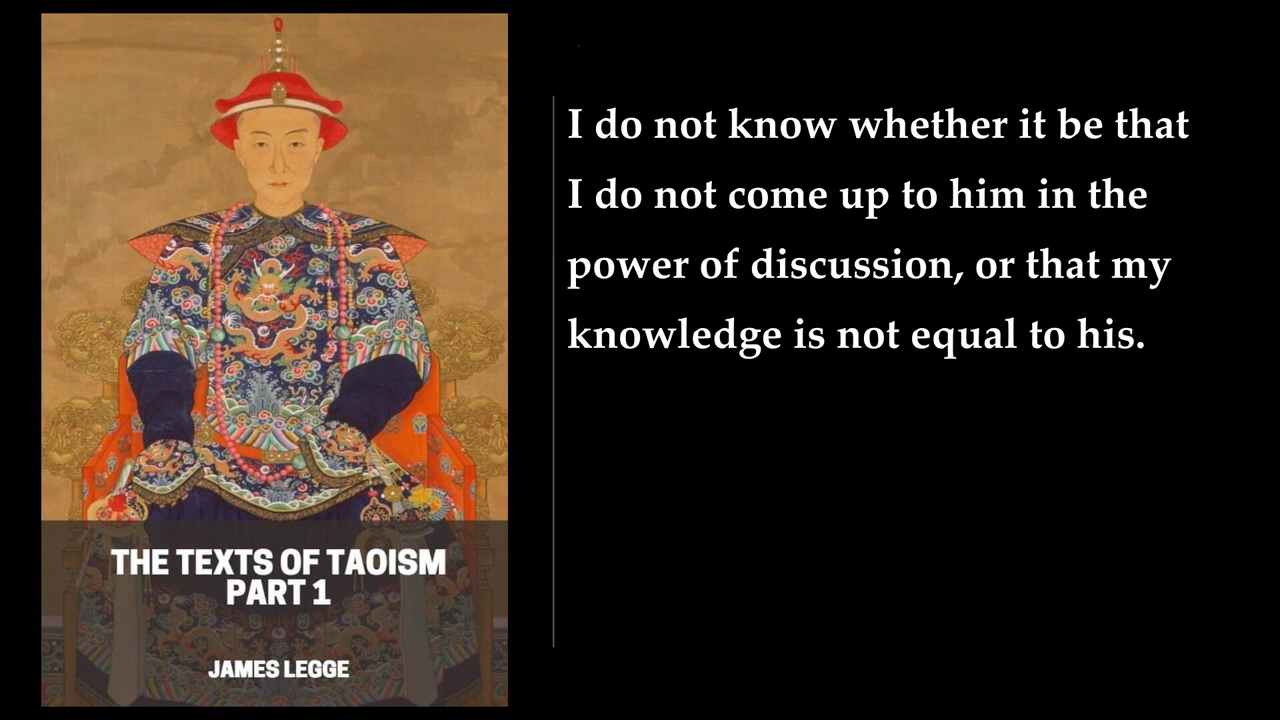 THE TEXTS OF TAOISM
PART 1
JAMES LEGGE
I do not know whether it be that
I do not come up to him in the
power of discussion, or that my
knowledge is not equal to his.